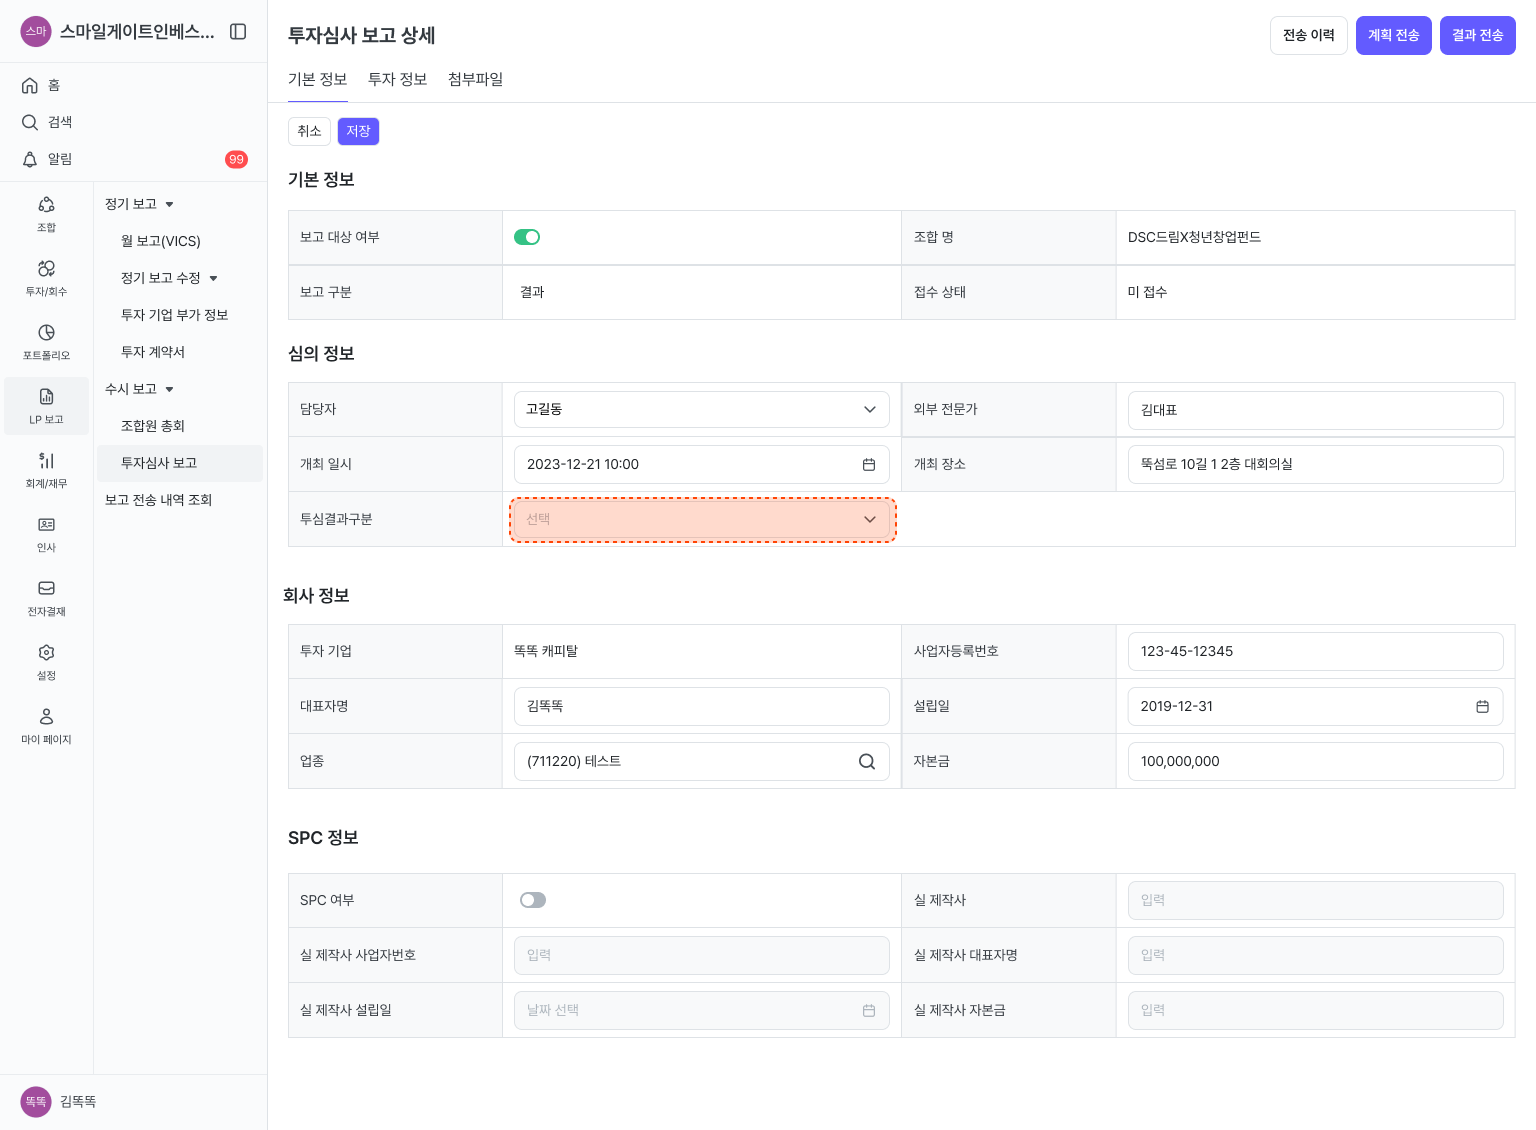 스마
스마일게이트인베스...
홈
검색
알림
99
조합
투자/회수
포트폴리오
LP 보고
회계/재무
인사
전자결재
설정
마이 페이지
정기 보고
월 보고(VICS)
정기 보고 수정
투자 기업 부가 정보
투자 계약서
수시 보고
조합원 총회
투자심사 보고
보고 전송 내역 조회
똑똑
김똑똑
투자심사 보고 상세
전송 이력
계획 전송
결과 전송
기본 정보 투자 정보 첨부파일
취소 저장
기본 정보
보고 대상 여부
조합 명 DSC드림X청년창업펀드
보고 구분 결과 접수 상태 미 접수
심의 정보
담당자 고길동 외부 전문가 김대표
개최 일시 2023-12-21 10:00 개최 장소 뚝섬로 10길 1 2층 대회의실
투심결과구분 선택
회사 정보
투자 기업 똑똑 캐피탈 사업자등록번호 123-45-12345
대표자명 김똑똑 설립일 2019-12-31
업종 (711220) 테스트 자본금 100,000,000
SPC 정보
SPC 여부 실 제작사 입력
실 제작사 사업자번호 입력 실 제작사 대표자명 입력
실 제작사 설립일 날짜 선택 실 제작사 자본금 입력